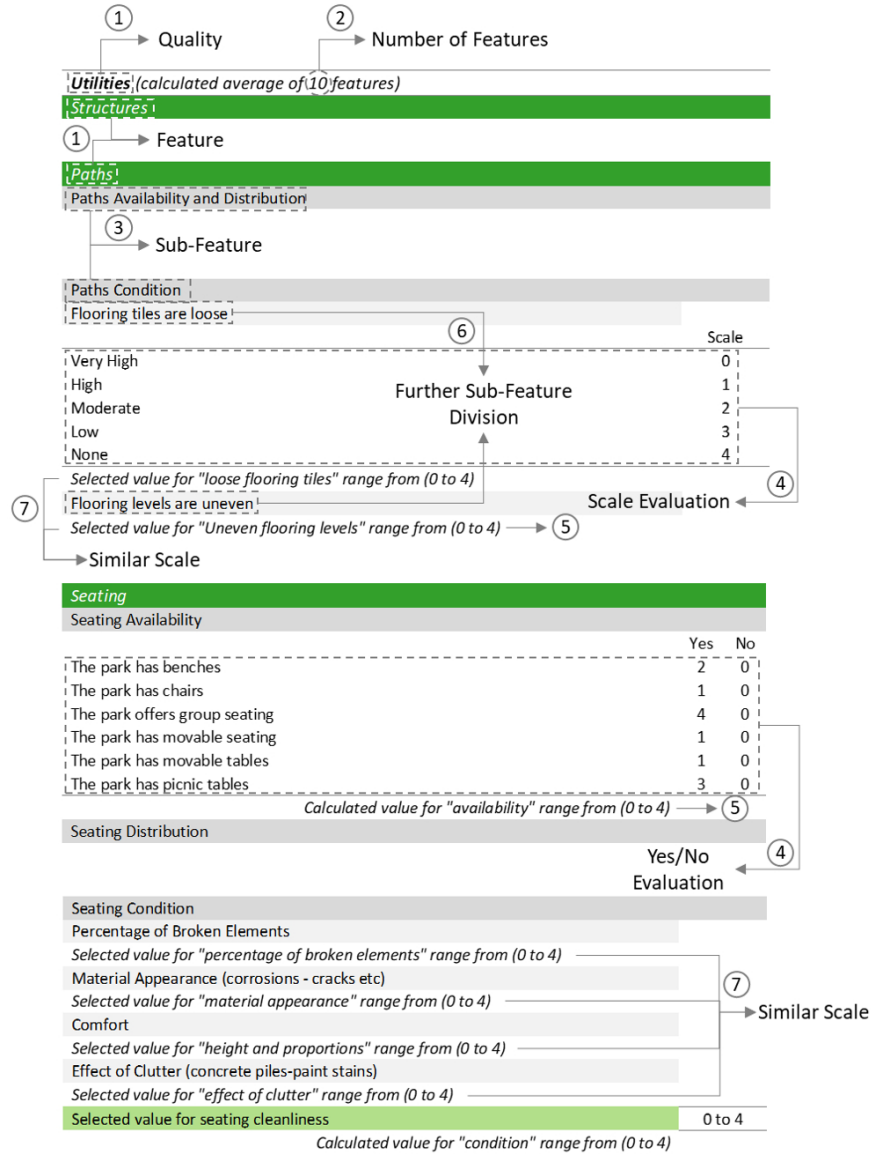 ① ②
Quality Number of Features
Utilities (calculated average of 10 features)
Structures
① Feature
Paths
Paths Availability and Distribution
③
Sub-Feature
Paths Condition
Flooring tiles are loose
⑥
Scale
Very High 0
High 1
Further Sub-Feature
Moderate 2
Division
Low 3
None 4
Selected value for "loose flooring tiles" range from (0 to 4) ④
⑦ Flooring levels are uneven Scale Evaluation
Selected value for "Uneven flooring levels" range from (0 to 4) ⑤
Similar Scale
Seating
Seating Availability
Yes No
The park has benches 2 0
The park has chairs 1 0
The park offers group seating 4 0
The park has movable seating 1 0
The park has movable tables 1 0
The park has picnic tables 3 0
Calculated value for "availability" range from (0 to 4) ⑤
Seating Distribution
Yes/No ④
Evaluation
Seating Condition
Percentage of Broken Elements
Selected value for "percentage of broken elements" range from (0 to 4)
Material Appearance (corrosions - cracks etc) ⑦
Selected value for "material appearance" range from (0 to 4)
Similar Scale
Comfort
Selected value for "height and proportions" range from (0 to 4)
Effect of Clutter (concrete piles-paint stains)
Selected value for "effect of clutter" range from (0 to 4)
Selected value for seating cleanliness 0 to 4
Calculated value for "condition" range from (0 to 4)